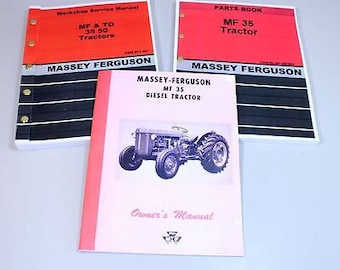 Workshop Service Manual
MF & TO
35 50
Tractors
MASSEY FERGUSON
PARTS BOOK
MF 35
Tractor
MASSEY FERGUSON
MASSEY-FERGUSON
MF 35
DIESEL TRACTOR
Owner's Manual